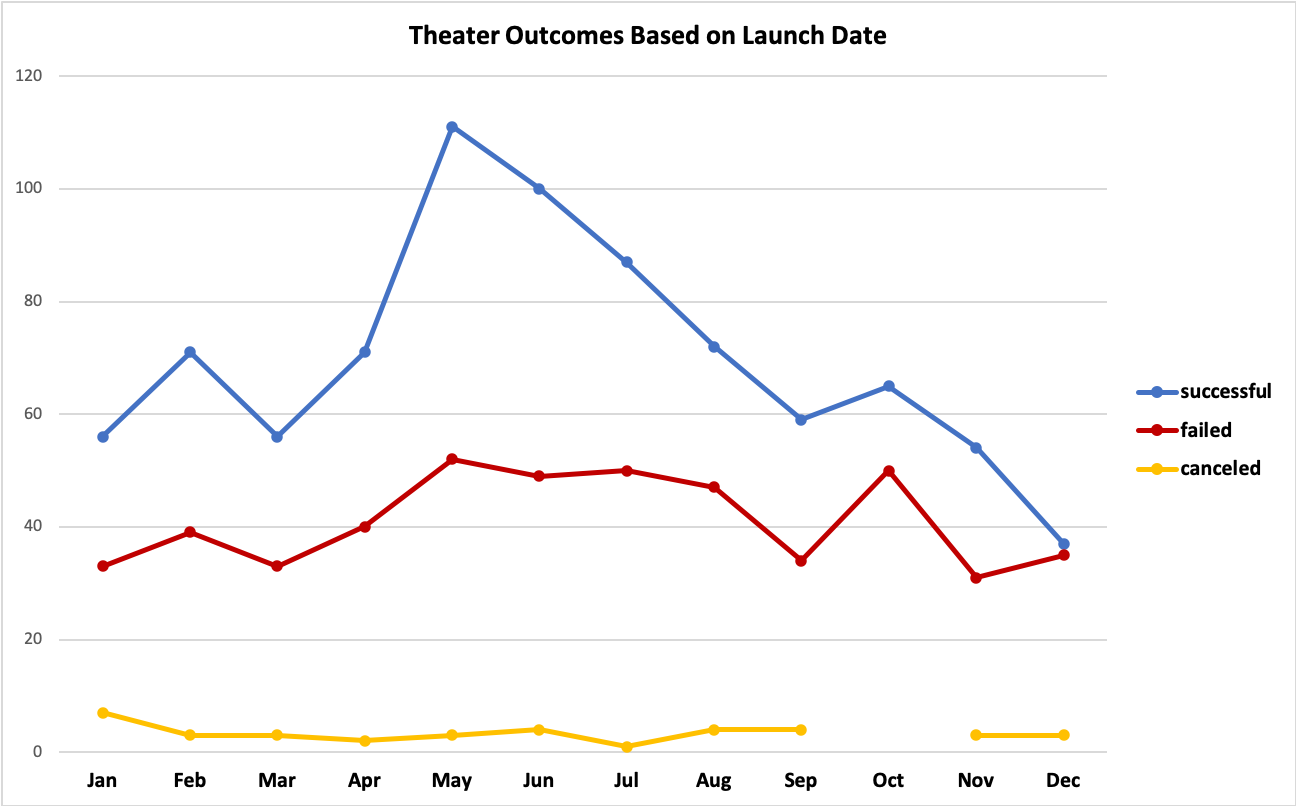 Theater Outcomes Based on Launch Date
120
100
80
60
40
20
0
Jan Feb Mar Apr May Jun Jul Aug Sep Oct Nov Dec
successful
failed
canceled